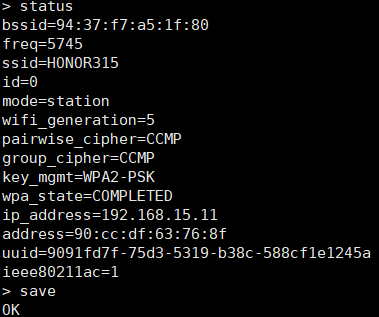 > status
bssid=94:37:f7:a5:1f:80
freq=5745
ssid=HONOR315
id=0
mode=station
wifi_generation=5
pairwise_cipher=CCMP
group_cipher=CCMP
key_mgmt=WPA2-PSK
wpa_state=COMPLETED
ip_address=192.168.15.11
address=90:cc:df:63:76:8f
uuid=9091fd7f-75d3-5319-b38c-588cf1e1245a
ieee80211ac=1
> save
OK